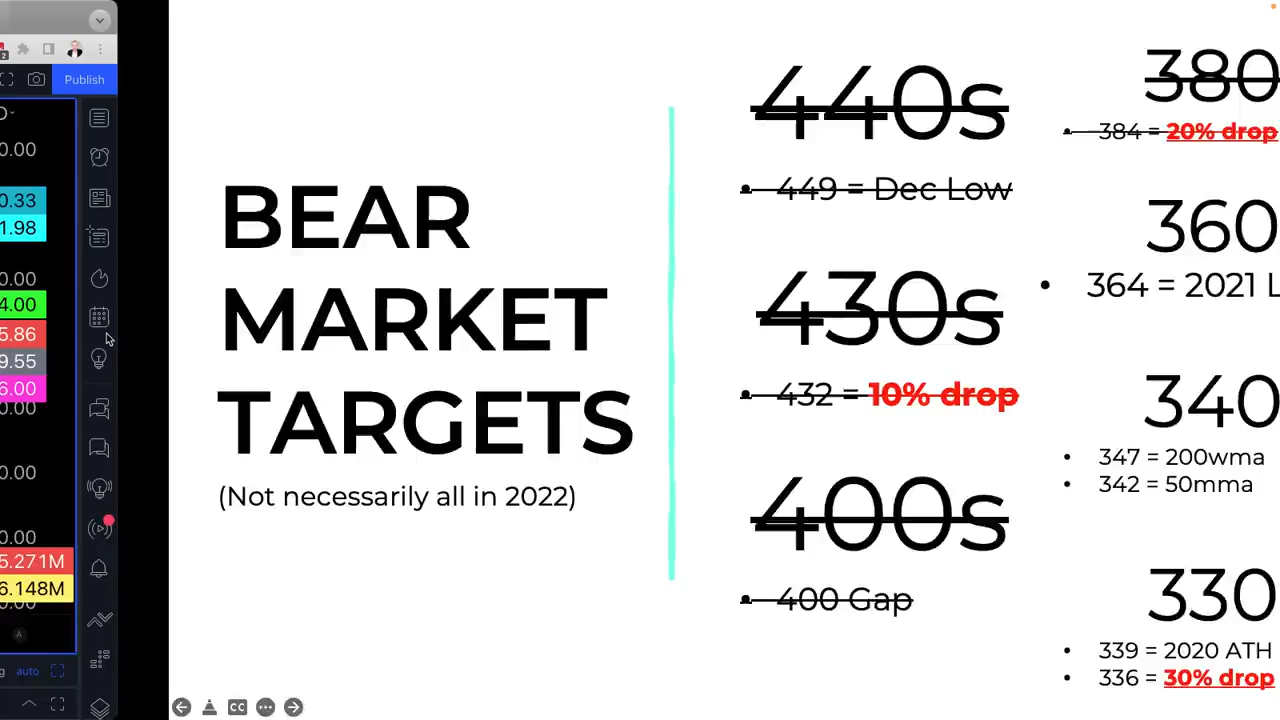 2
Publish
0.00
0.33
1.98
0.00
4.00
5.86
9.55
6.00
0.00
0.00
0.00
5.271M
6.148M
A
g auto
BEAR
MARKET
TARGETS
(Not necessarily all in 2022)
440s
• 449 = Dec Low
430s
• 432 = 10% drop
400s
• 400 Gap
380
• 384 = 20% drop
360
• 364 = 2021 L
340
• 347 = 200wma
• 342 = 50mma
330
• 339 = 2020 ATH
• 336 = 30% drop
CC